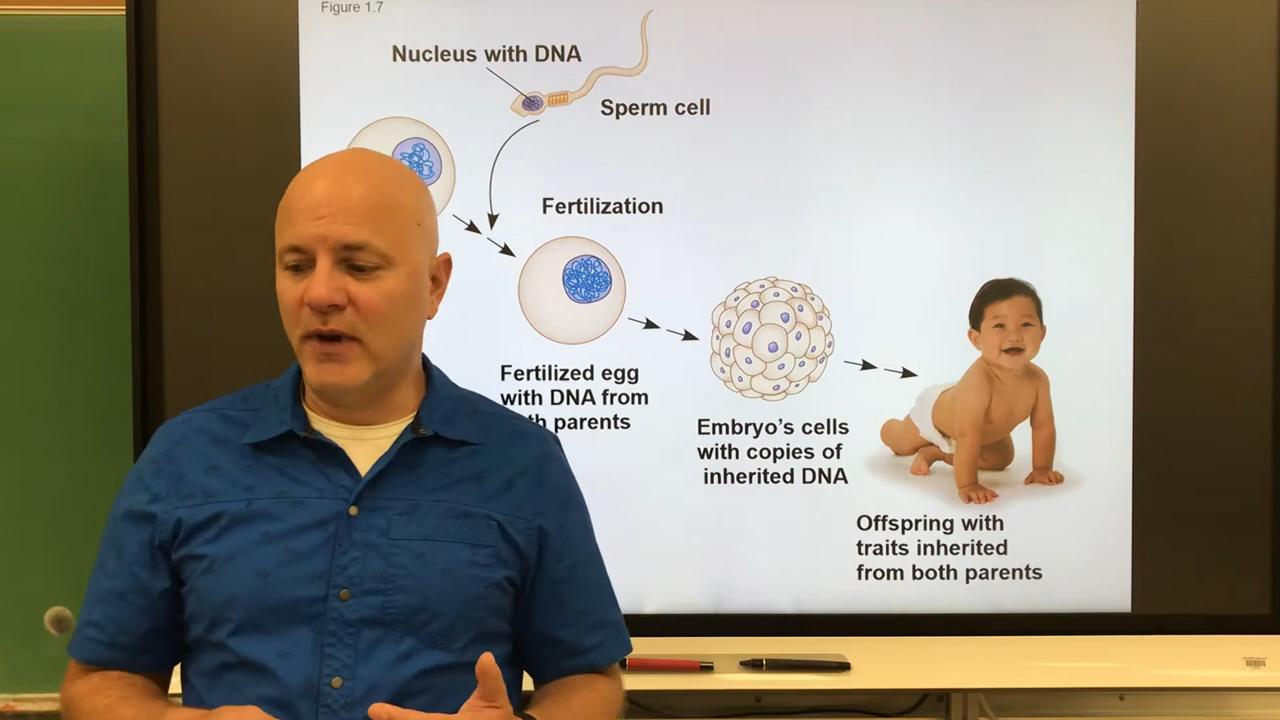 Figure 1.7
Nucleus with DNA
Sperm cell
Fertilization
Fertilized egg
with DNA from
parents
Embryo's cells
with copies of
inherited DNA
Offspring with
traits inherited
from both parents